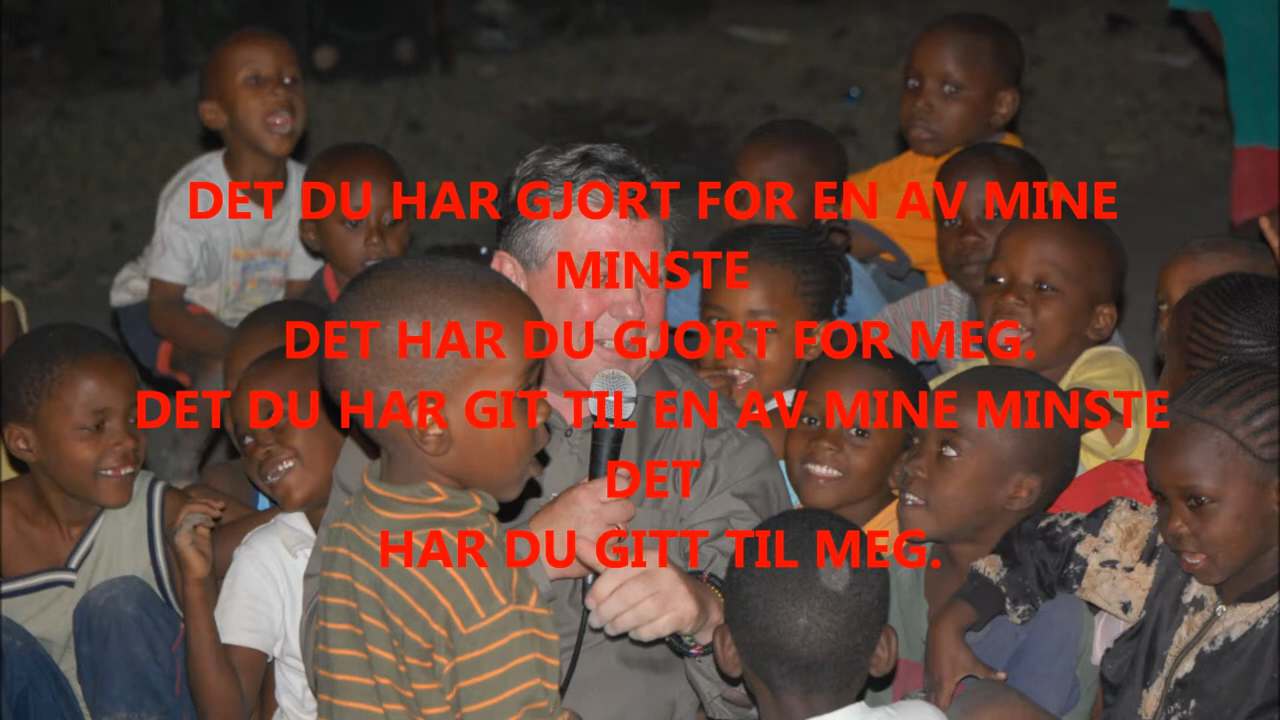 DET DU HAR GJORT FOR EN AV MINE
MINSTE
DET HAR DU GJORT FOR MEG.
DET DU HAR GIT TIL EN AV MINE MINSTE
DET
HAR DU GITT TIL MEG.